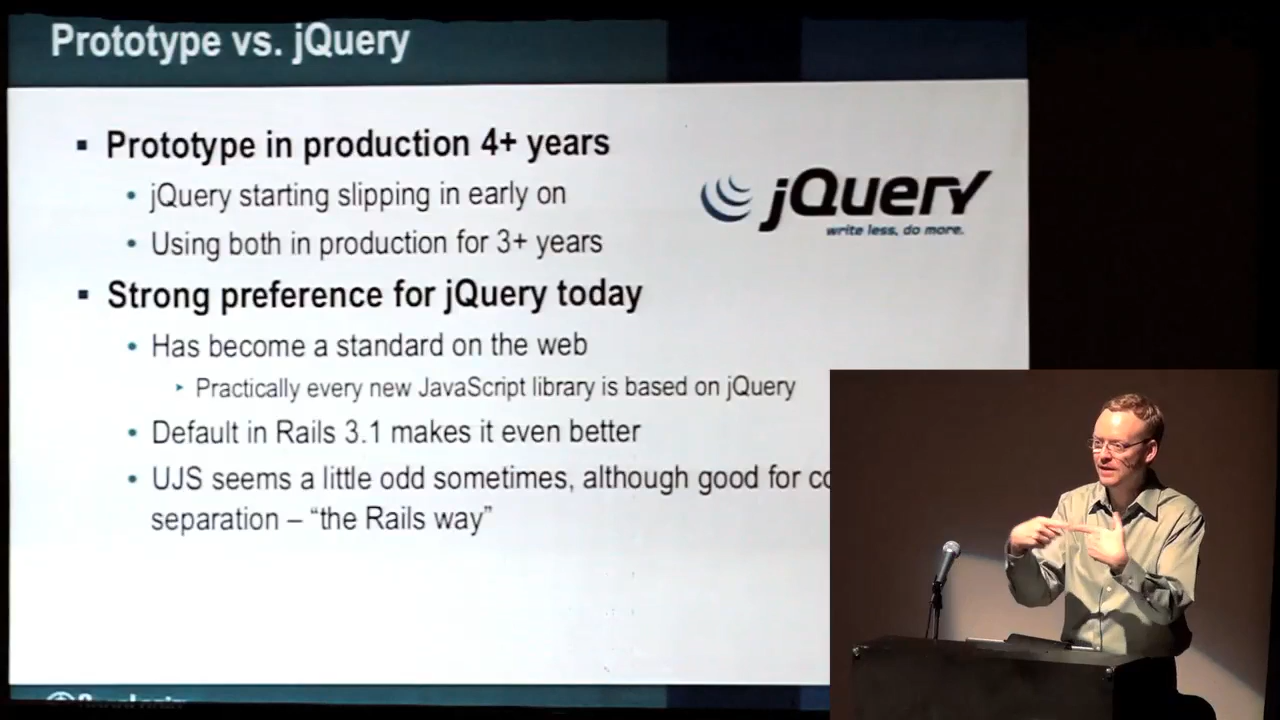 Prototype vs. jQuery
▪ Prototype in production 4+ years
• jQuery starting slipping in early on
• Using both in production for 3+ years
jQuery
write less, do more.
▪ Strong preference for jQuery today
• Has become a standard on the web
‣ Practically every new JavaScript library is based on jQuery
• Default in Rails 3.1 makes it even better
• UJS seems a little odd sometimes, although good for
separation – “the Rails way”